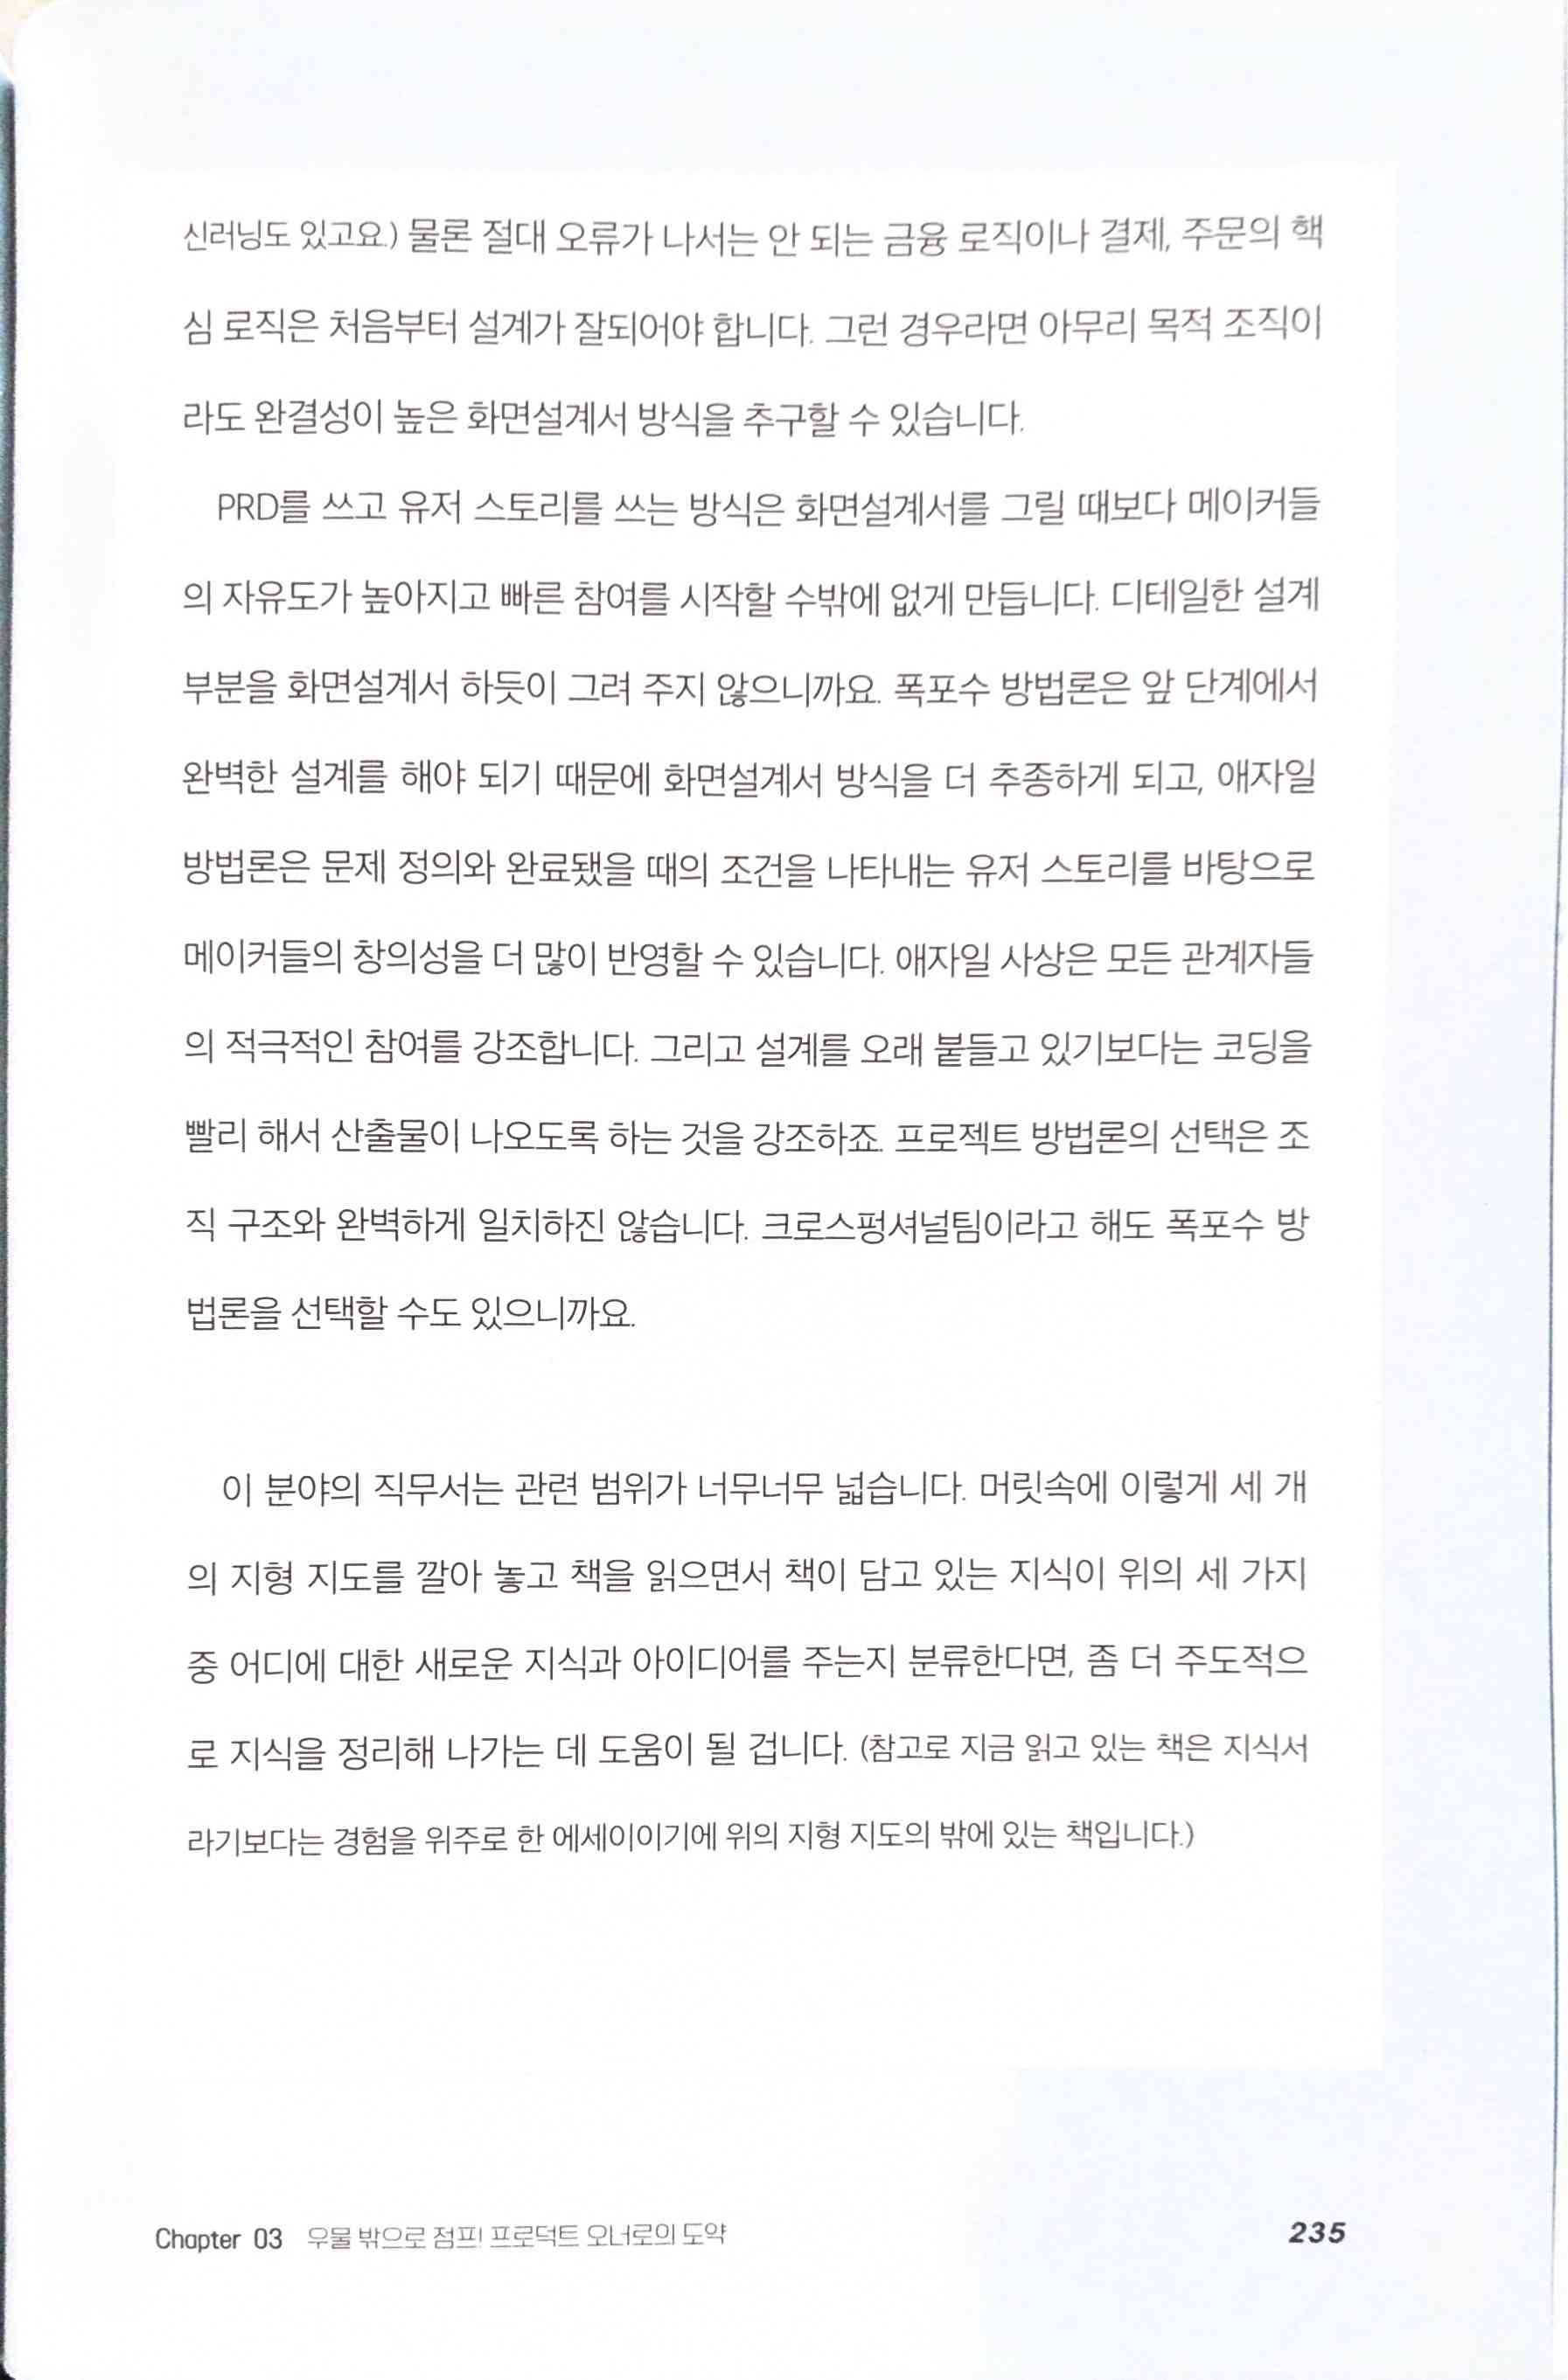 신러닝도 있고요.) 물론 절대 오류가 나서는 안 되는 금융 로직이나 결제, 주문의 핵
심 로직은 처음부터 설계가 잘되어야 합니다. 그런 경우라면 아무리 목적 조직이
라도 완결성이 높은 화면설계서 방식을 추구할 수 있습니다.
PRD를 쓰고 유저 스토리를 쓰는 방식은 화면설계서를 그릴 때보다 메이커들
의 자유도가 높아지고 빠른 참여를 시작할 수밖에 없게 만듭니다. 디테일한 설계
부분을 화면설계서 하듯이 그려 주지 않으니까요. 폭포수 방법론은 앞 단계에서
완벽한 설계를 해야 되기 때문에 화면설계서 방식을 더 추종하게 되고, 애자일
방법론은 문제 정의와 완료됐을 때의 조건을 나타내는 유저 스토리를 바탕으로
메이커들의 창의성을 더 많이 반영할 수 있습니다. 애자일 사상은 모든 관계자들
의 적극적인 참여를 강조합니다. 그리고 설계를 오래 붙들고 있기보다는 코딩을
빨리 해서 산출물이 나오도록 하는 것을 강조하죠. 프로젝트 방법론의 선택은 조
직 구조와 완벽하게 일치하진 않습니다. 크로스펑셔널팀이라고 해도 폭포수 방
법론을 선택할 수도 있으니까요.
이 분야의 직무서는 관련 범위가 너무너무 넓습니다. 머릿속에 이렇게 세 개
의 지형 지도를 깔아 놓고 책을 읽으면서 책이 담고 있는 지식이 위의 세 가지
중 어디에 대한 새로운 지식과 아이디어를 주는지 분류한다면, 좀 더 주도적으
로 지식을 정리해 나가는 데 도움이 될 겁니다. (참고로 지금 읽고 있는 책은 지식서
라기보다는 경험을 위주로 한 에세이이기에 위의 지형 지도의 밖에 있는 책입니다.)
Chapter 03 우물 밖으로 점프! 프로덕트 오너로의 도약
235